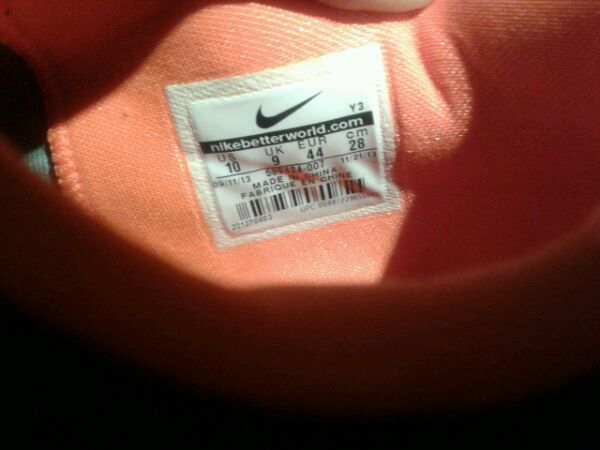 Y3
nikebetterworld.com
US UK EUR cm
10 9 44 28
09/11/13 11/21/13
MADE IN CHINA
FABRIQUE EN CHINE
UPC